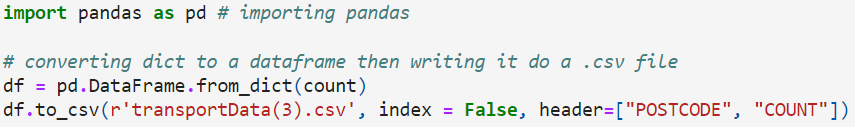 import pandas as pd # importing pandas
# converting dict to a dataframe then writing it do a .csv file
df = pd.DataFrame.from_dict(count)
df.to_csv(r'transportData(3).csv', index = False, header=["POSTCODE", "COUNT"])